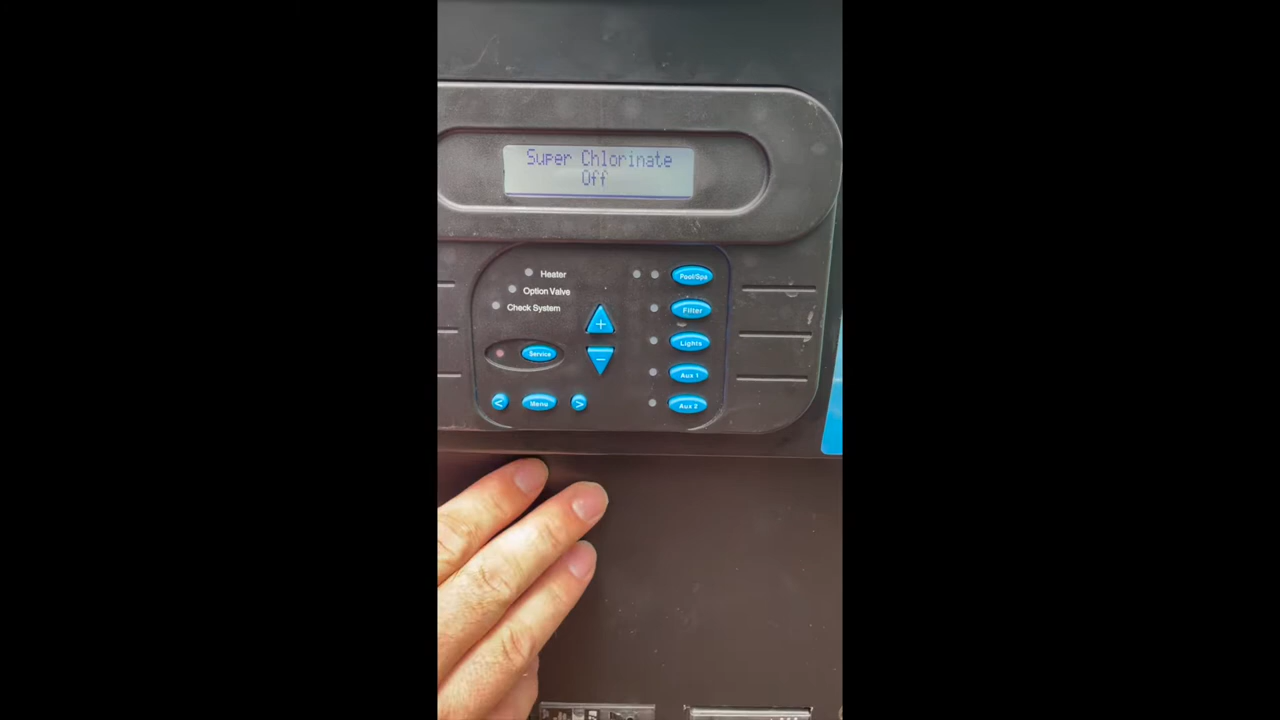 Super Chlorinate
Off
Heater
Option Valve
Check System
Service
+
−
< Menu >
Pool/Spa
Filter
Lights
Aux 1
Aux 2